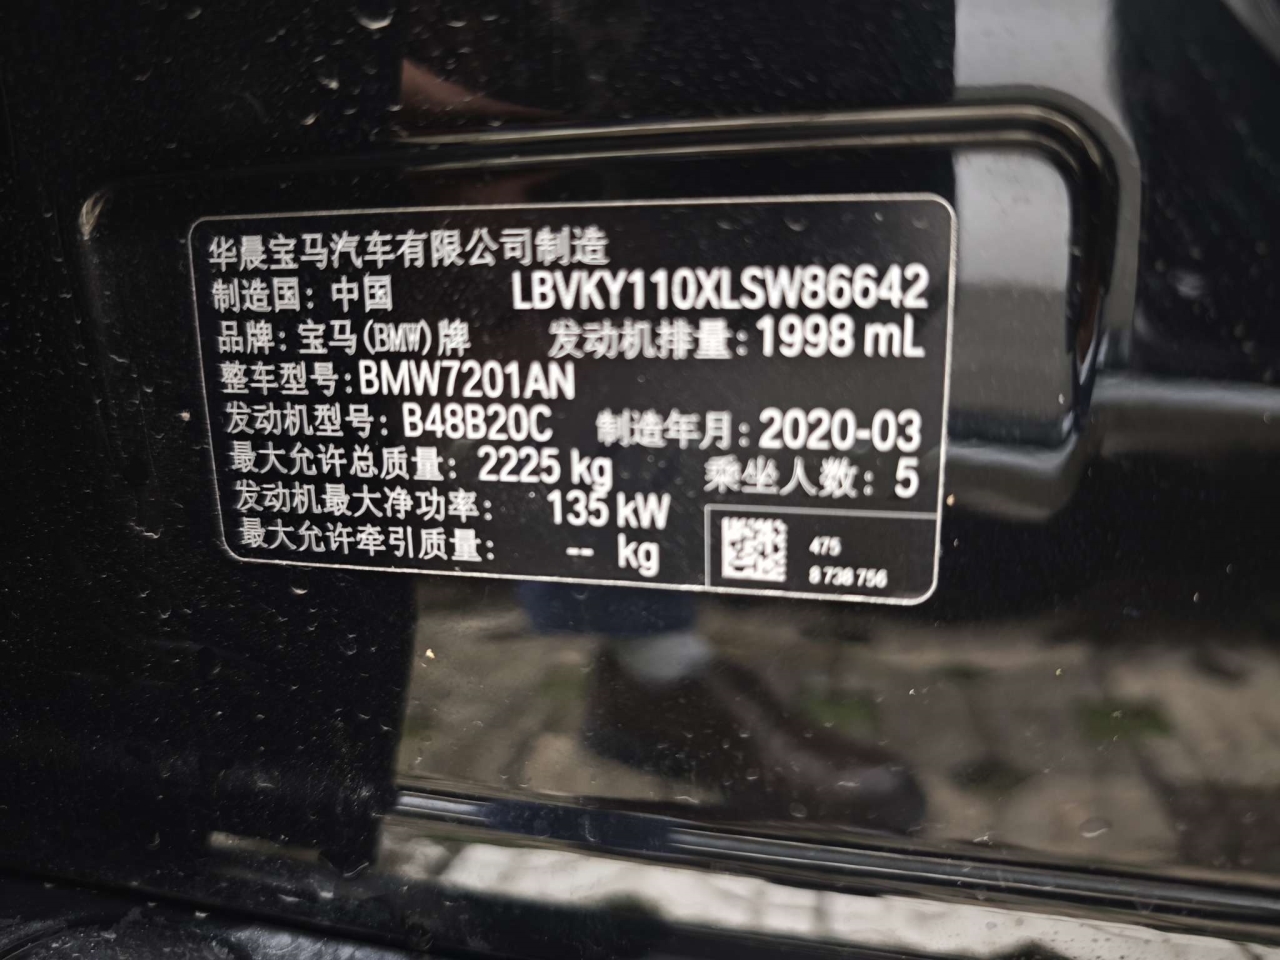 华晨宝马汽车有限公司制造
制造国：中国 LBVKY110XLSW86642
品牌：宝马(BMW)牌 发动机排量：1998 mL
整车型号：BMW7201AN
发动机型号：B48B20C 制造年月：2020-03
最大允许总质量：2225 kg 乘坐人数：5
发动机最大净功率：135 kW
最大允许牵引质量：-- kg
475
8 738 756